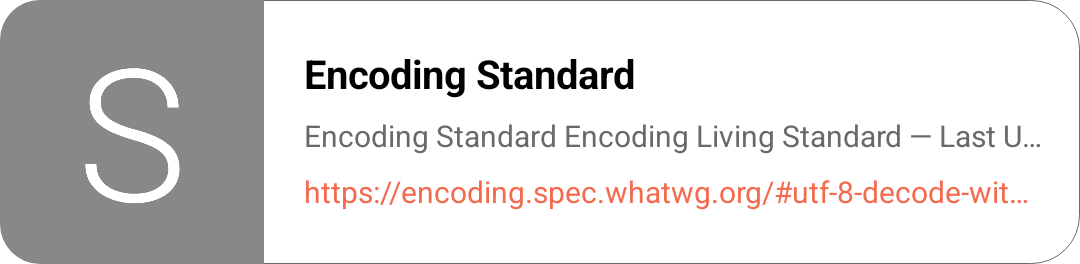 S
Encoding Standard
Encoding Standard Encoding Living Standard — Last U...
https://encoding.spec.whatwg.org/#utf-8-decode-wit...